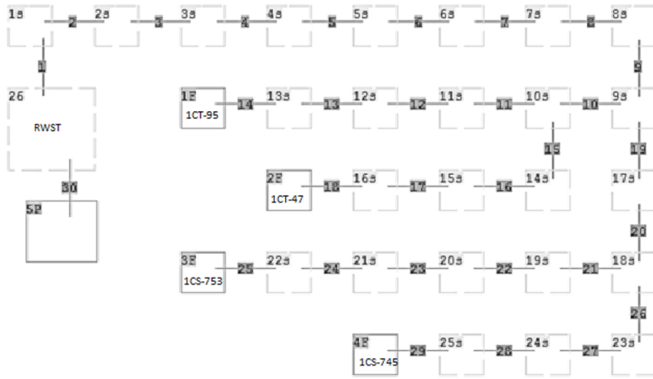 1s 2 2s 3 3s 4 4s 5 5s 6 6s 7 7s 8 8s
1 9
26 1F 14 13s 13 12s 12 11s 11 10s 10 9s
RWST 1CT-95
15 19
30 2F 18 16s 17 15s 16 14s 17s
1CT-47
5P 20
3F 25 22s 24 21s 23 20s 22 19s 21 18s
1CS-753
26
4F 29 25s 28 24s 27 23s
1CS-745